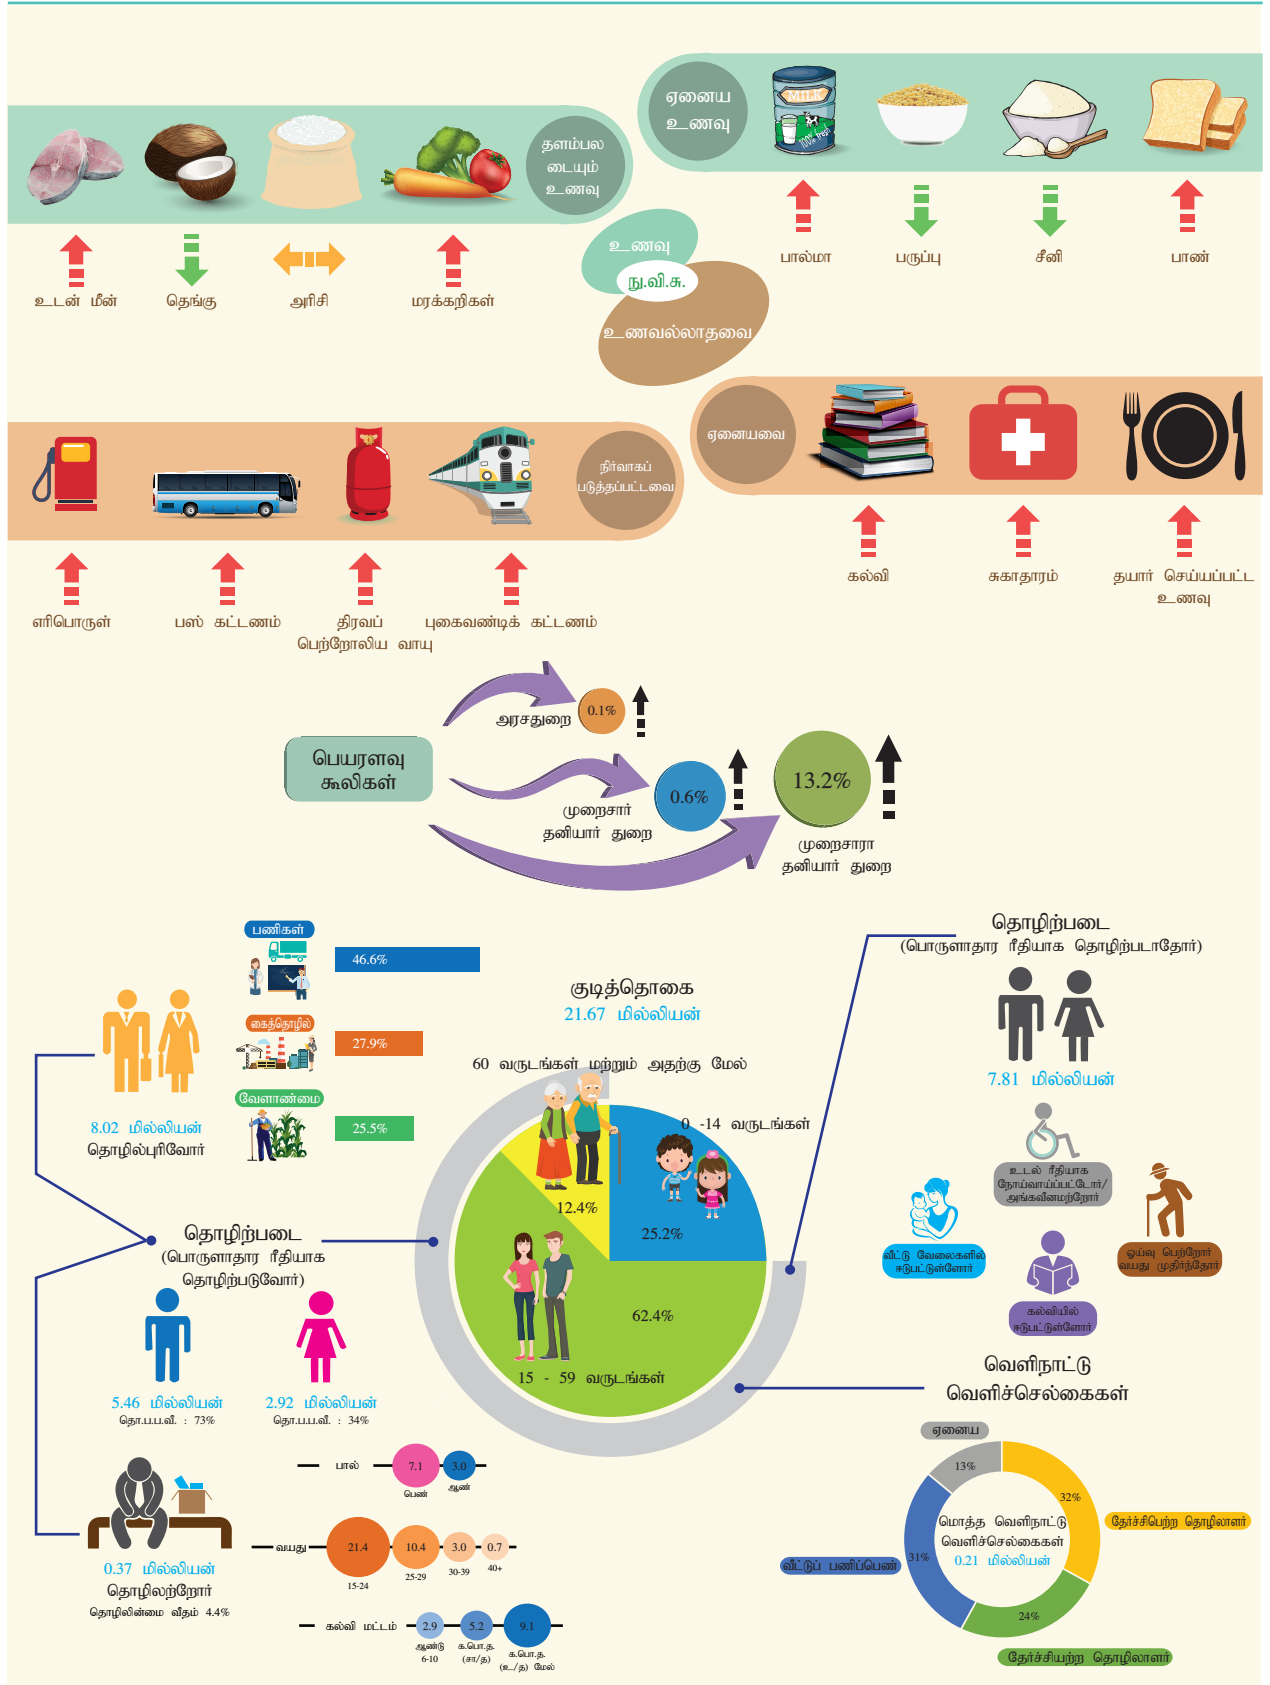 ஏனைய
உணவு
MILK
100% fresh
தளம்பல
டையும்
உணவு
பால்மா
பருப்பு
சீனி
பாண்
உடன் மீன்
தெங்கு
அரிசி
மரக்கறிகள்
உணவு
நு.வி.சு.
உணவல்லாதவை
ஏனையவை
நிர்வாகப்
படுத்தப்பட்டவை
கல்வி
சுகாதாரம்
தயார் செய்யப்பட்ட
உணவு
எரிபொருள்
பஸ் கட்டணம்
திரவப்
பெற்றோலிய வாயு
புகைவண்டிக் கட்டணம்
பெயரளவு
கூலிகள்
அரசதுறை
0.1%
முறைசார்
தனியார் துறை
0.6%
13.2%
முறைசாரா
தனியார் துறை
பணிகள்
46.6%
கைத்தொழில்
27.9%
வேளாண்மை
25.5%
8.02 மில்லியன்
தொழில்புரிவோர்
குடித்தொகை
21.67 மில்லியன்
60 வருடங்கள் மற்றும் அதற்கு மேல்
0 -14 வருடங்கள்
12.4%
25.2%
62.4%
15 - 59 வருடங்கள்
தொழிற்படை
(பொருளாதார ரீதியாக தொழிற்படாதோர்)
7.81 மில்லியன்
உடல் ரீதியாக
நோய்வாய்ப்பட்டோர்/
அங்கவீனமற்றோர்
வீட்டு வேலைகளில்
ஈடுபட்டுள்ளோர்
ஓய்வு பெற்றோர்
வயது முதிர்ந்தோர்
கல்வியில்
ஈடுபட்டுள்ளோர்
தொழிற்படை
(பொருளாதார ரீதியாக
தொழிற்படுவோர்)
5.46 மில்லியன்
தொ.ப.ப.வீ. : 73%
2.92 மில்லியன்
தொ.ப.ப.வீ. : 34%
0.37 மில்லியன்
தொழிலற்றோர்
தொழிலின்மை வீதம் 4.4%
பால்
7.1
பெண்
3.0
ஆண்
வயது
21.4
15-24
10.4
25-29
3.0
30-39
0.7
40+
கல்வி மட்டம்
2.9
ஆண்டு
6-10
5.2
க.பொ.த.
(சா/த)
9.1
க.பொ.த.
(உ/த) மேல்
வெளிநாட்டு
வெளிச்செல்கைகள்
ஏனைய
13%
32%
தேர்ச்சிபெற்ற தொழிலாளர்
மொத்த வெளிநாட்டு
வெளிச்செல்கைகள்
0.21 மில்லியன்
31%
வீட்டுப் பணிப்பெண்
24%
தேர்ச்சியற்ற தொழிலாளர்